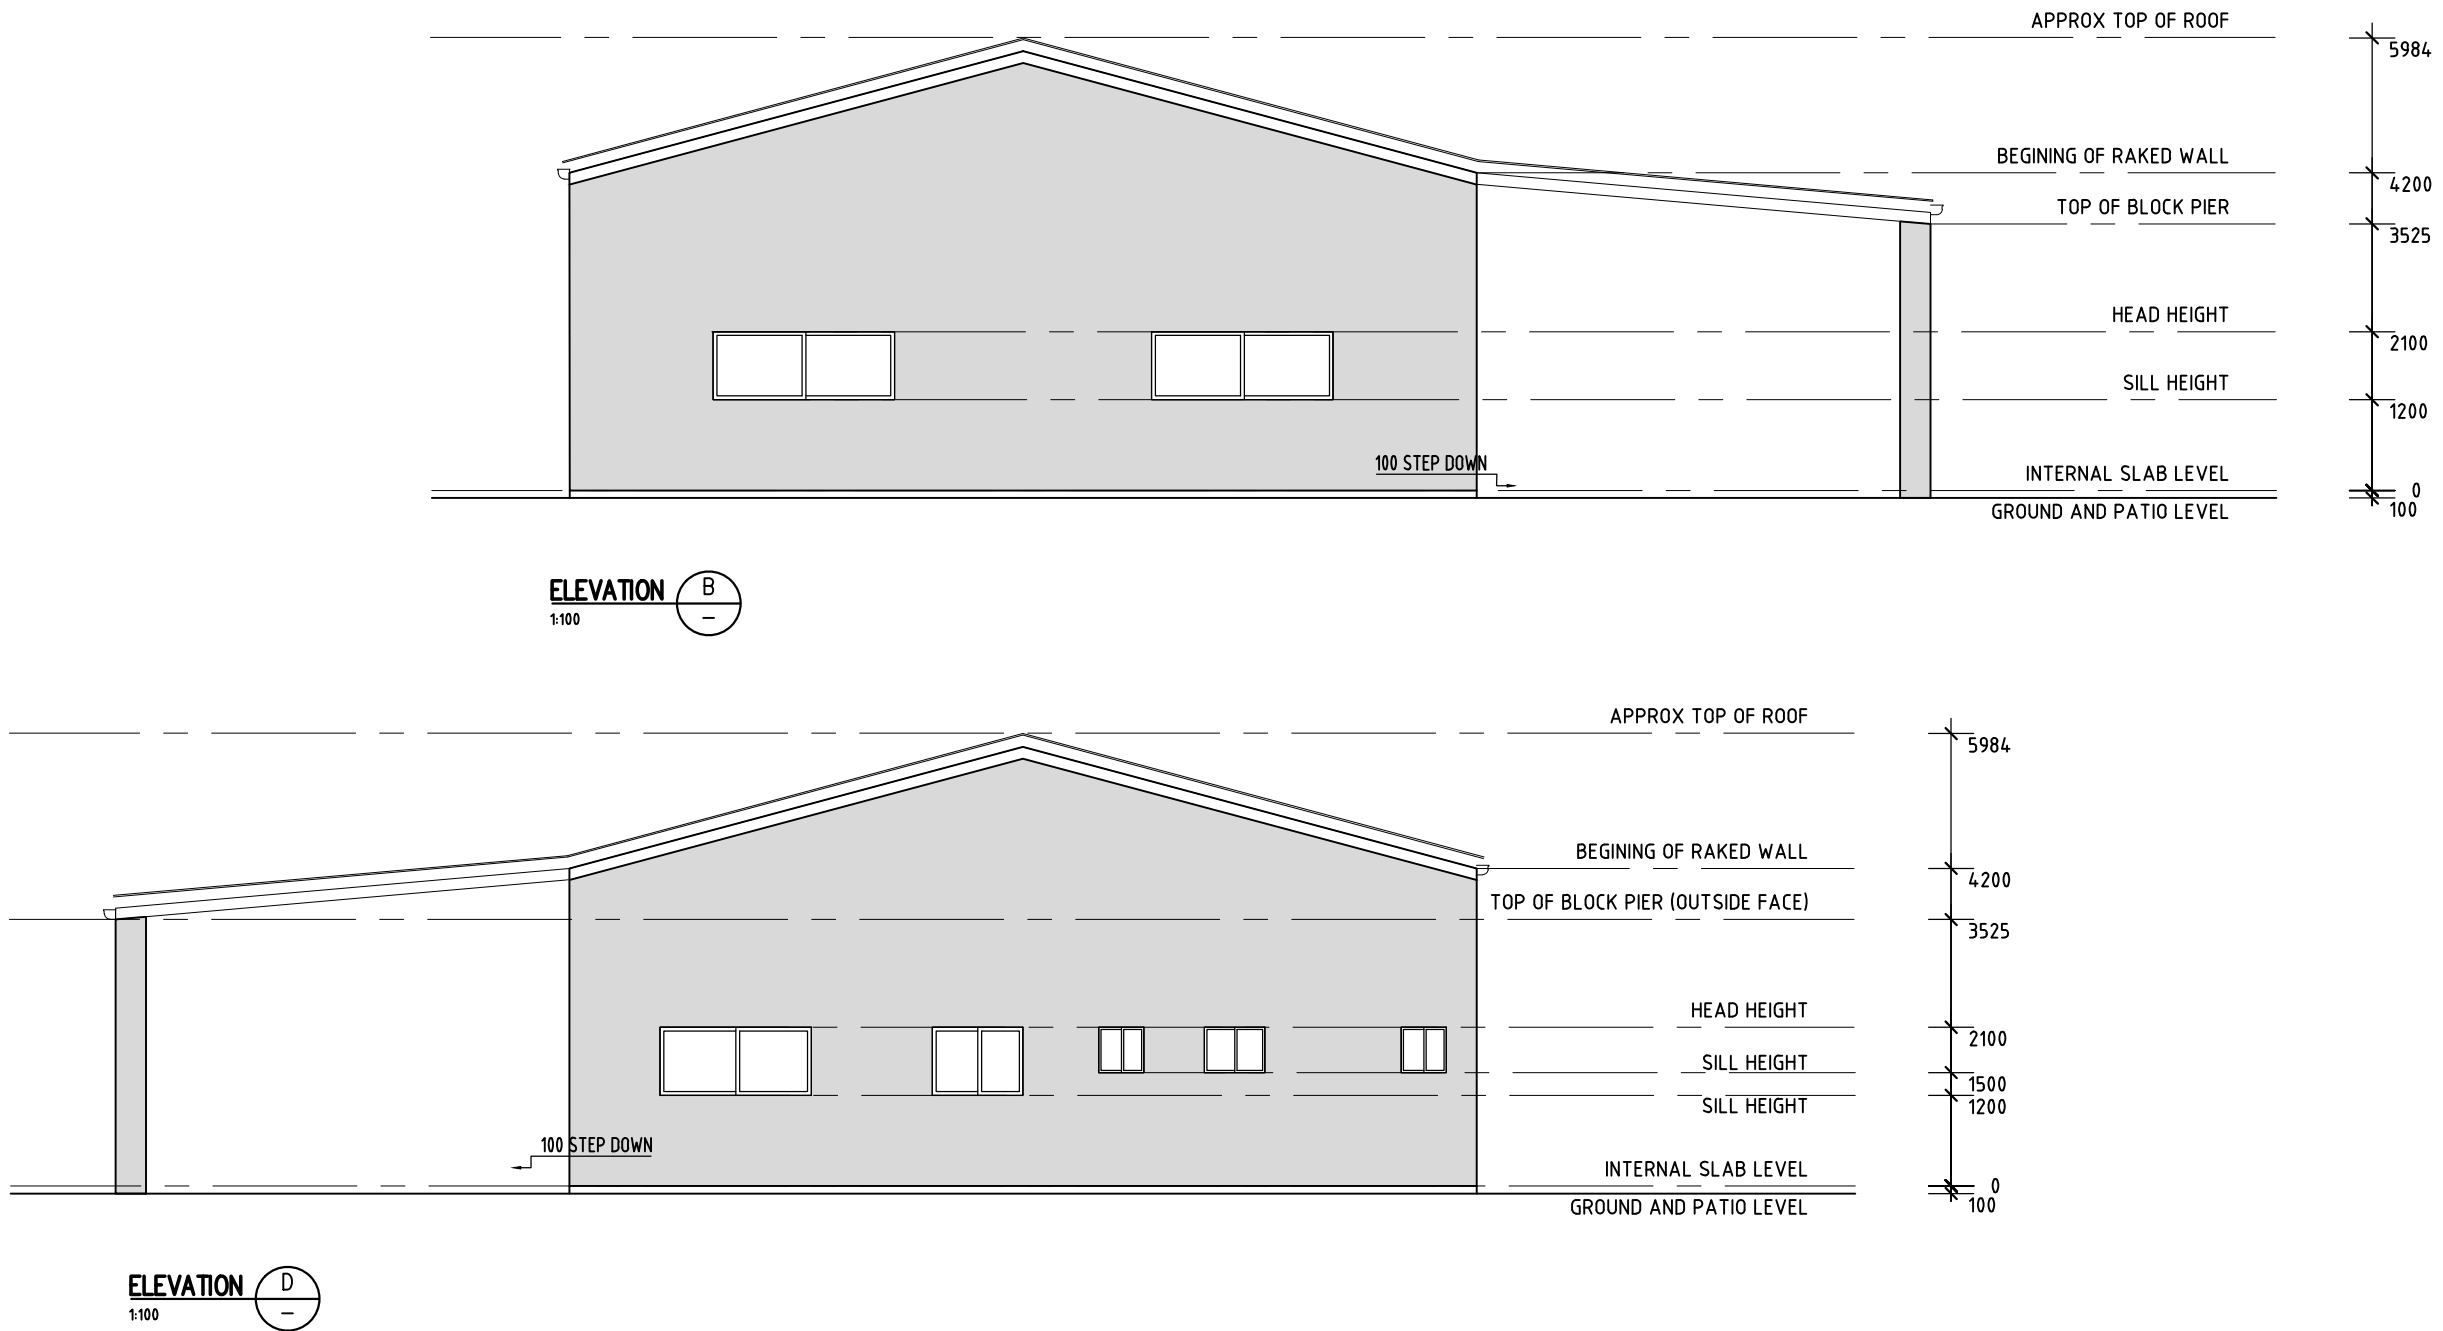 APPROX TOP OF ROOF
5984
BEGINING OF RAKED WALL
4200
TOP OF BLOCK PIER
3525
HEAD HEIGHT
2100
SILL HEIGHT
1200
100 STEP DOWN
INTERNAL SLAB LEVEL
0
GROUND AND PATIO LEVEL
100
ELEVATION B
1:100 –
APPROX TOP OF ROOF
5984
BEGINING OF RAKED WALL
4200
TOP OF BLOCK PIER (OUTSIDE FACE)
3525
HEAD HEIGHT
2100
SILL HEIGHT
1500
SILL HEIGHT
1200
100 STEP DOWN
INTERNAL SLAB LEVEL
0
GROUND AND PATIO LEVEL
100
ELEVATION D
1:100 –